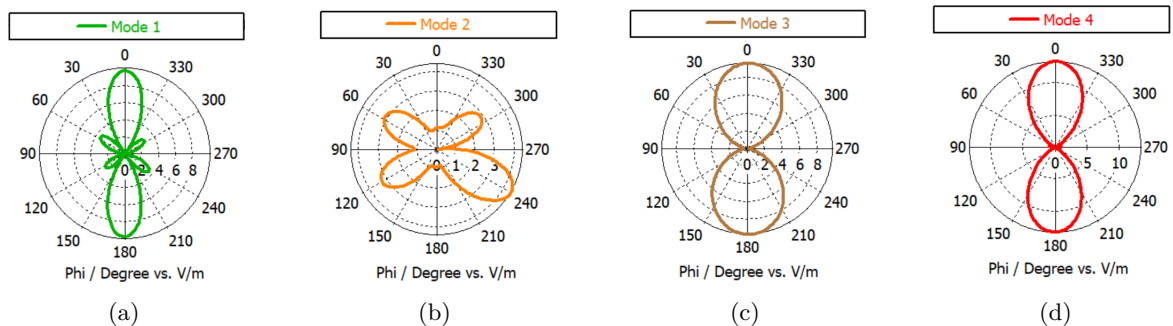 Mode 1
0
30 330
60 300
90 0 2 4 6 8 270
120 240
150 210
180
Phi / Degree vs. V/m
(a)
Mode 2
0
30 330
60 300
90 0 1 2 3 4 270
120 240
150 210
180
Phi / Degree vs. V/m
(b)
Mode 3
0
30 330
60 300
90 0 2 4 6 8 270
120 240
150 210
180
Phi / Degree vs. V/m
(c)
Mode 4
0
30 330
60 300
90 0 5 10 270
120 240
150 210
180
Phi / Degree vs. V/m
(d)